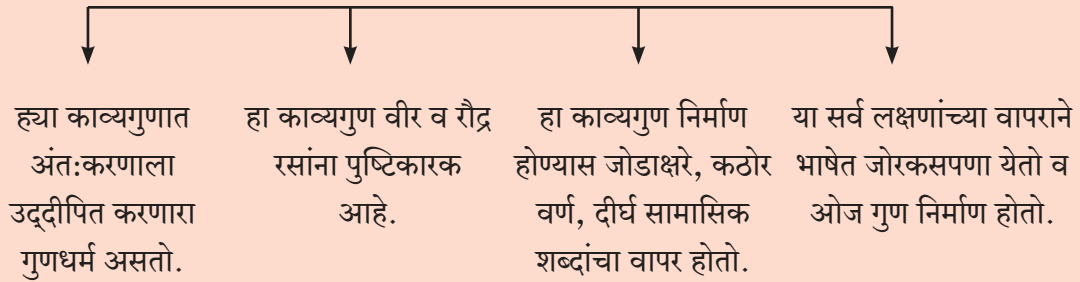 ह्या काव्यगुणात
अंत:करणाला
उद्‌दीपित करणारा
गुणधर्म असतो.
हा काव्यगुण वीर व रौद्र
रसांना पुष्टिकारक
आहे.
हा काव्यगुण निर्माण
होण्यास जोडाक्षरे, कठोर
वर्ण, दीर्घ सामासिक
शब्दांचा वापर होतो.
या सर्व लक्षणांच्या वापराने
भाषेत जोरकसपणा येतो व
ओज गुण निर्माण होतो.